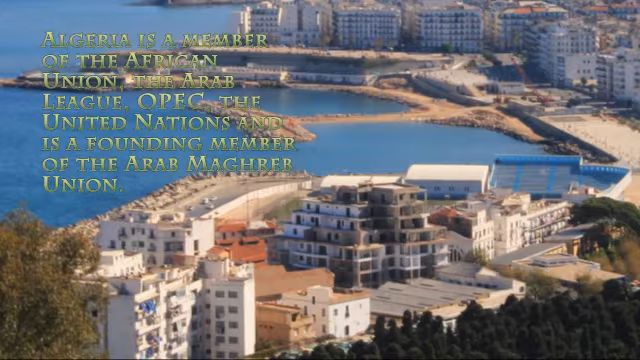 Algeria is a member
of the African
Union, the Arab
League, OPEC, the
United Nations and
is a founding member
of the Arab Maghreb
Union.